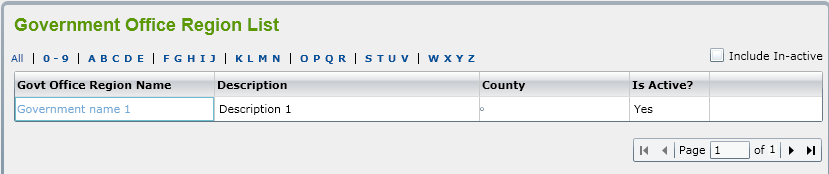 Government Office Region List
All | 0 - 9 | A B C D E | F G H I J | K L M N | O P Q R | S T U V | W X Y Z Include In-active
Govt Office Region Name Description County Is Active?
Government name 1 Description 1 Yes
Page 1 of 1